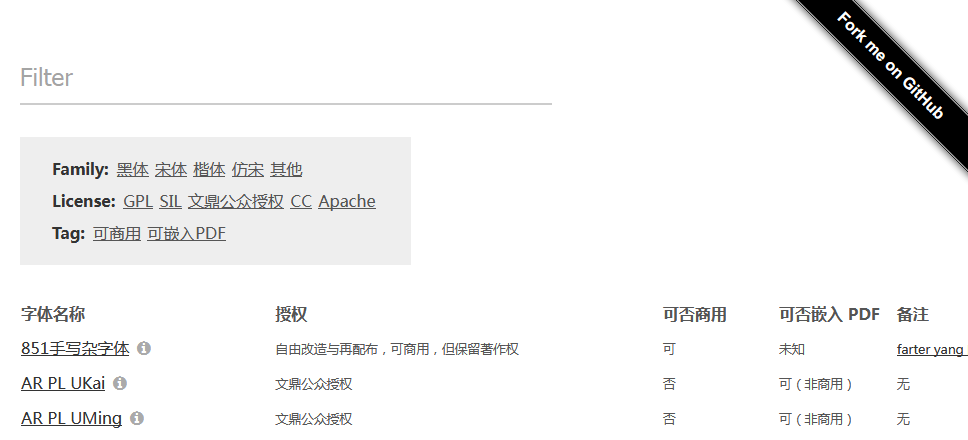 Fork me on GitHub
Filter
Family: 黑体 宋体 楷体 仿宋 其他
License: GPL SIL 文鼎公众授权 CC Apache
Tag: 可商用 可嵌入PDF
字体名称 授权 可否商用 可否嵌入 PDF 备注
851手写杂字体 自由改造与再配布，可商用，但保留著作权 可 未知 farter yang
AR PL UKai 文鼎公众授权 否 可（非商用） 无
AR PL UMing 文鼎公众授权 否 可（非商用） 无